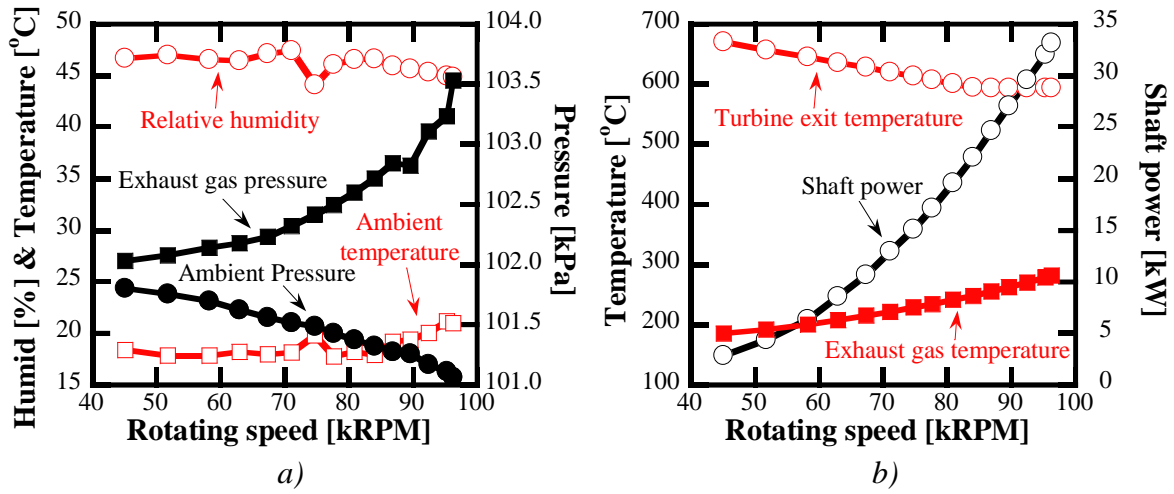 Humid [%] & Temperature [°C]
50
45
40
35
30
25
20
15
Relative humidity
Exhaust gas pressure
Ambient
temperature
Ambient Pressure
104.0
103.5
103.0
102.5
102.0
101.5
101.0
Pressure [kPa]
40 50 60 70 80 90 100
Rotating speed [kRPM]
a)
Temperature [°C]
700
600
500
400
300
200
100
Turbine exit temperature
Shaft power
Exhaust gas temperature
35
30
25
20
15
10
5
0
Shaft power [kW]
40 50 60 70 80 90 100
Rotating speed [kRPM]
b)